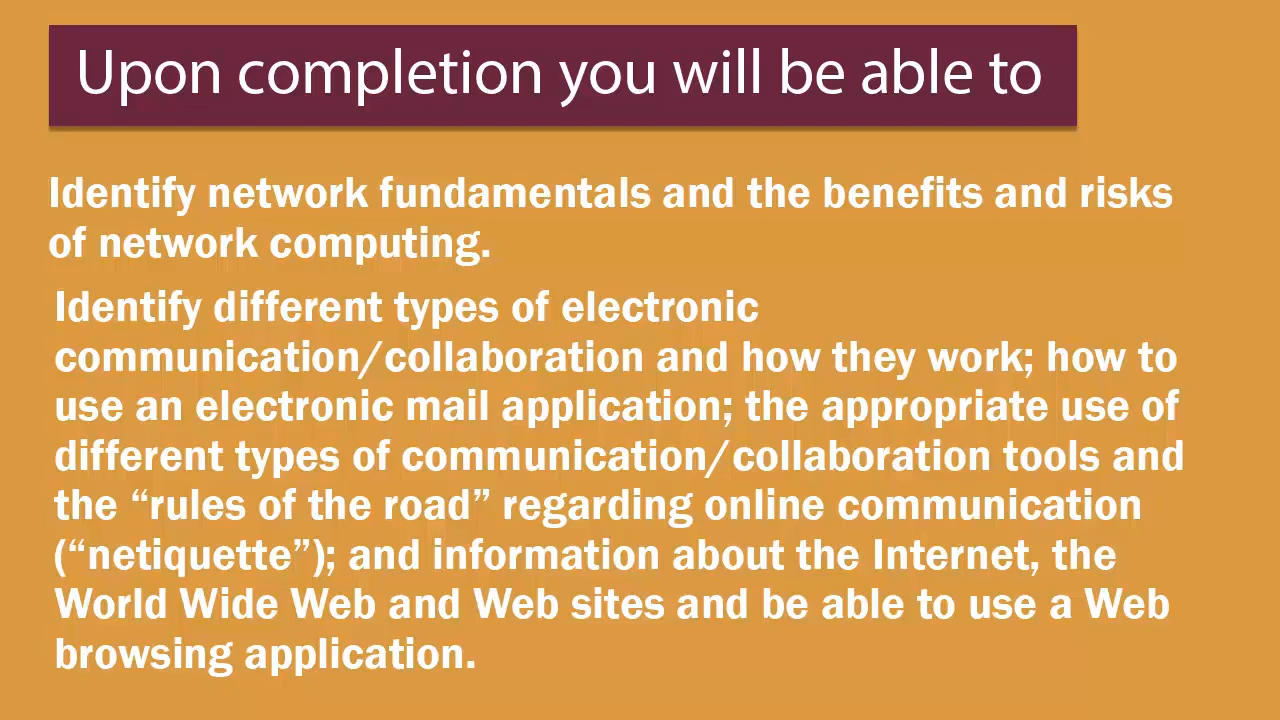 Upon completion you will be able to
Identify network fundamentals and the benefits and risks
of network computing.
Identify different types of electronic
communication/collaboration and how they work; how to
use an electronic mail application; the appropriate use of
different types of communication/collaboration tools and
the “rules of the road” regarding online communication
(“netiquette”); and information about the Internet, the
World Wide Web and Web sites and be able to use a Web
browsing application.